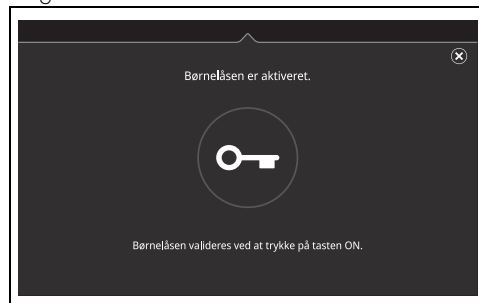 Børnelåsen er aktiveret.
Børnelåsen valideres ved at trykke på tasten ON.